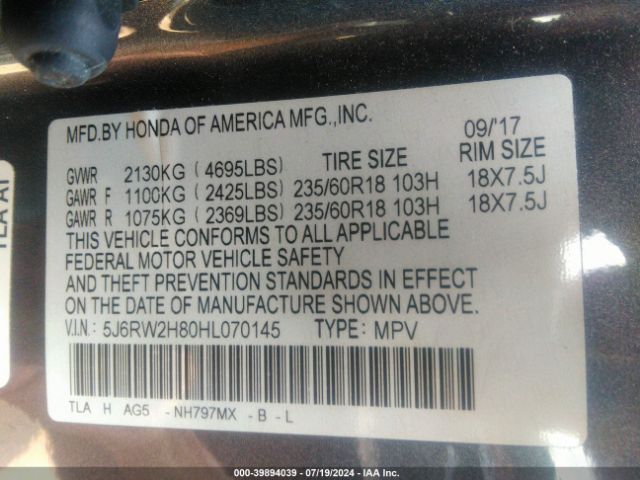 MFD.BY HONDA OF AMERICA MFG.,INC. 09/'17
GVWR 2130KG ( 4695LBS) TIRE SIZE RIM SIZE
GAWR F 1100KG ( 2425LBS) 235/60R18 103H 18X7.5J
GAWR R 1075KG ( 2369LBS) 235/60R18 103H 18X7.5J
THIS VEHICLE CONFORMS TO ALL APPLICABLE
FEDERAL MOTOR VEHICLE SAFETY
AND THEFT PREVENTION STANDARDS IN EFFECT
ON THE DATE OF MANUFACTURE SHOWN ABOVE.
V.I.N: 5J6RW2H80HL070145 TYPE: MPV
TLA H AG5 -NH797MX -B -L
TLA A1
000-39894039 - 07/19/2024 - IAA Inc.